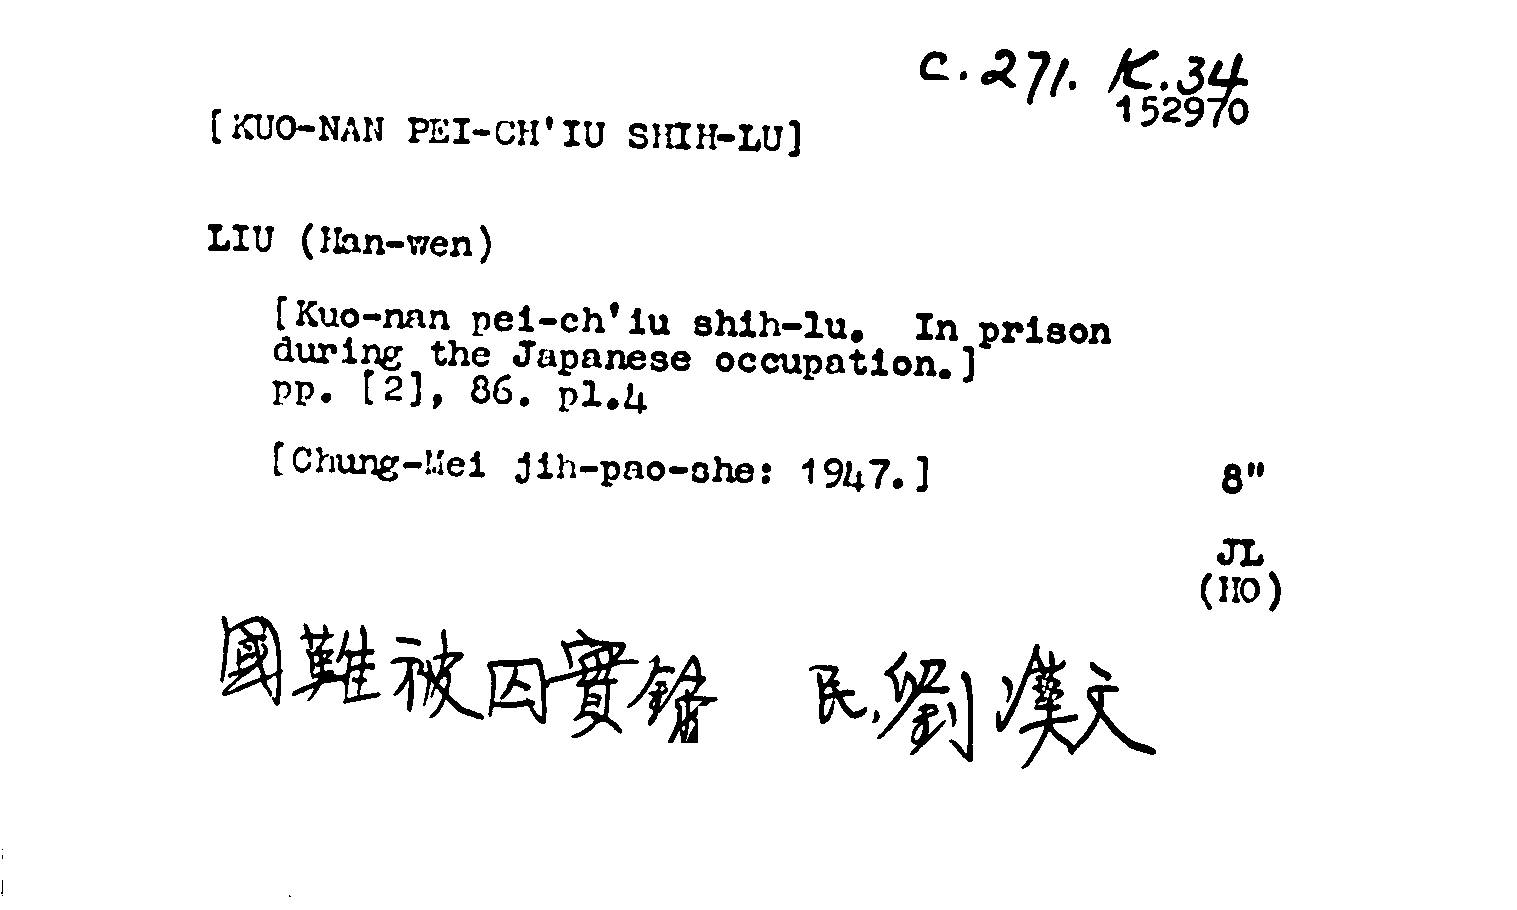 C.271. K.34
152970
[KUO-NAN PEI-CH'IU SHIH-LU]
LIU (Han-wen)
[Kuo-nan pei-ch'iu shih-lu. In prison
during the Japanese occupation.]
pp. [2], 86. pl.4
[Chung-Mei jih-pao-she: 1947.] 8"
JL
(HO)
國難被囚實錄 民.劉漢文